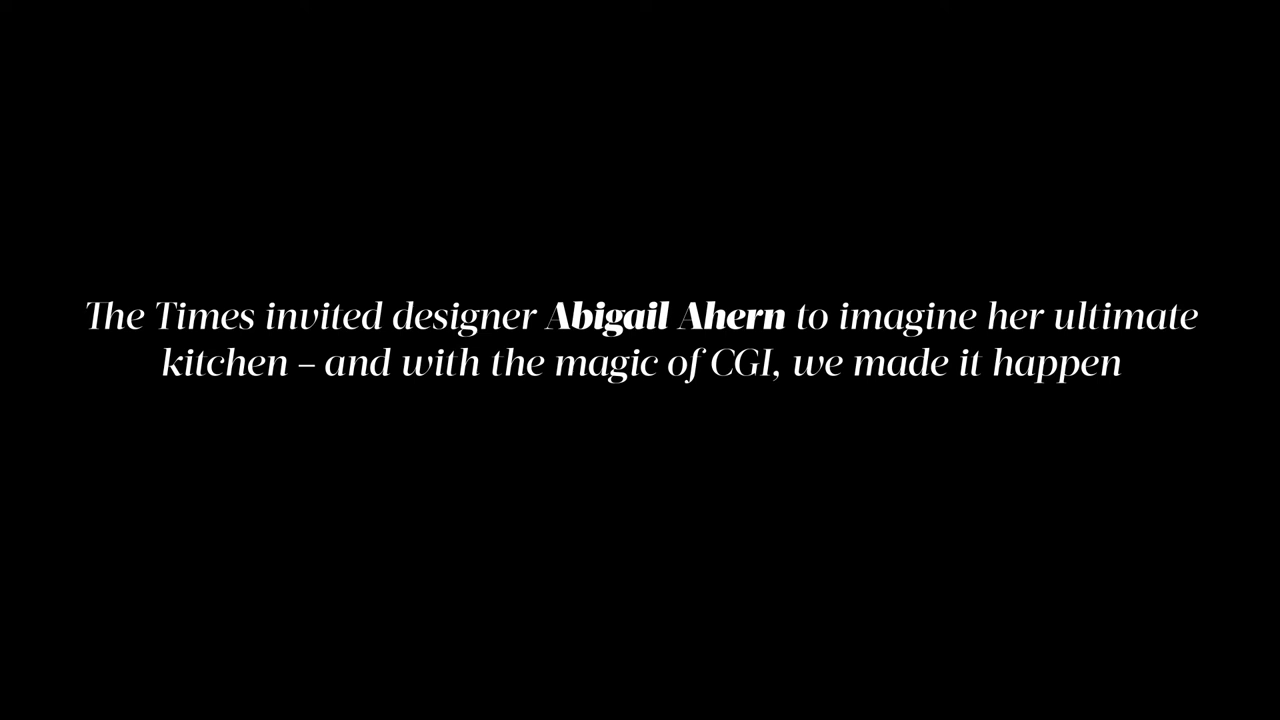 The Times invited designer Abigail Ahern to imagine her ultimate
kitchen – and with the magic of CGI, we made it happen